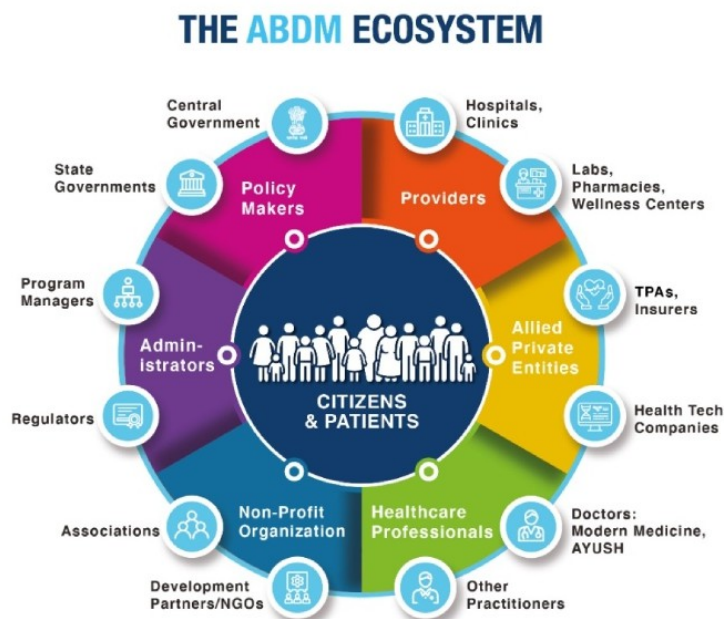 THE ABDM ECOSYSTEM
Central
Government
Hospitals,
Clinics
State
Governments
Policy
Makers
Providers
Labs,
Pharmacies,
Wellness Centers
Program
Managers
TPAs,
Insurers
Admin-
istrators
Allied
Private
Entities
CITIZENS
& PATIENTS
Regulators
Health Tech
Companies
Non-Profit
Organization
Healthcare
Professionals
Associations
Doctors:
Modern Medicine,
AYUSH
Development
Partners/NGOs
Other
Practitioners